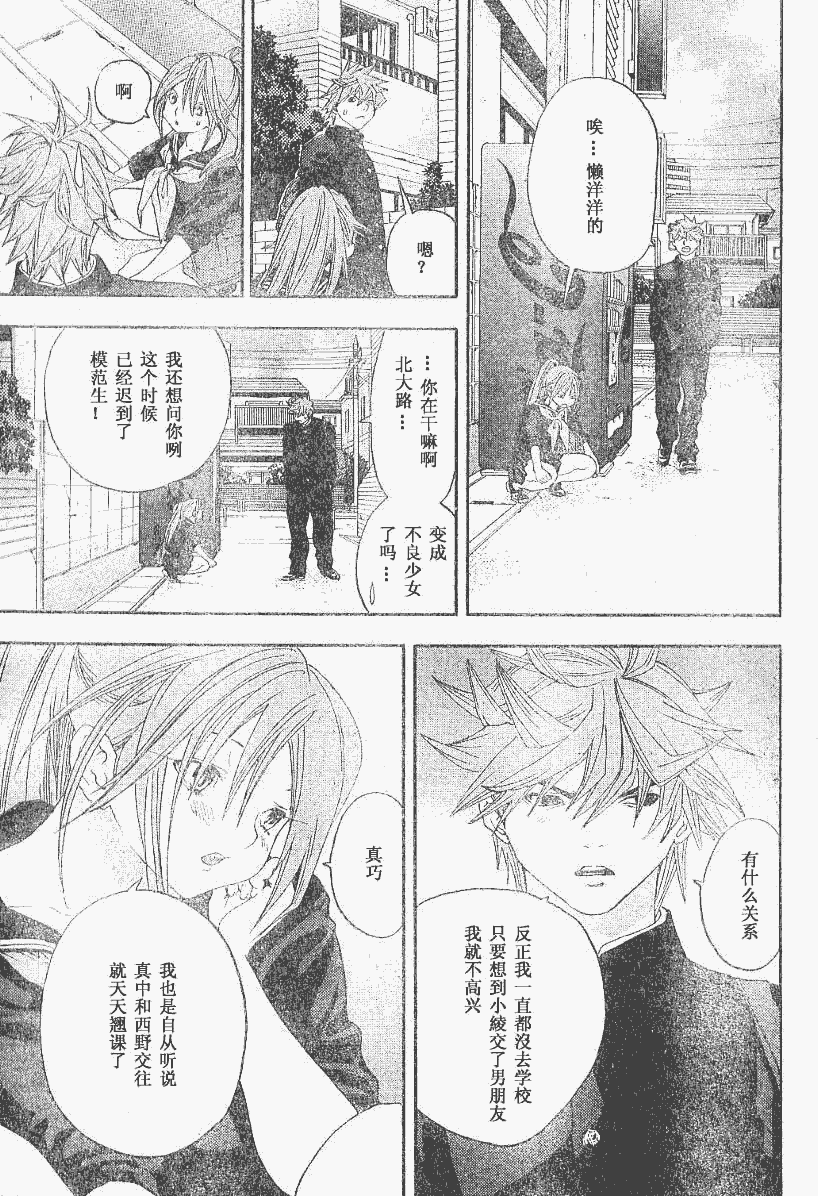 唉…懒洋洋的
嗯？
啊
…你在干嘛啊
北大路…
变成
不良少女
了吗…
我还想问你咧
这个时候
已经迟到了
模范生！
有什么关系
反正我一直都沒去学校
只要想到小綾交了男朋友
我就不高兴
真巧
我也是自从听说
真中和西野交往
就天天翘课了